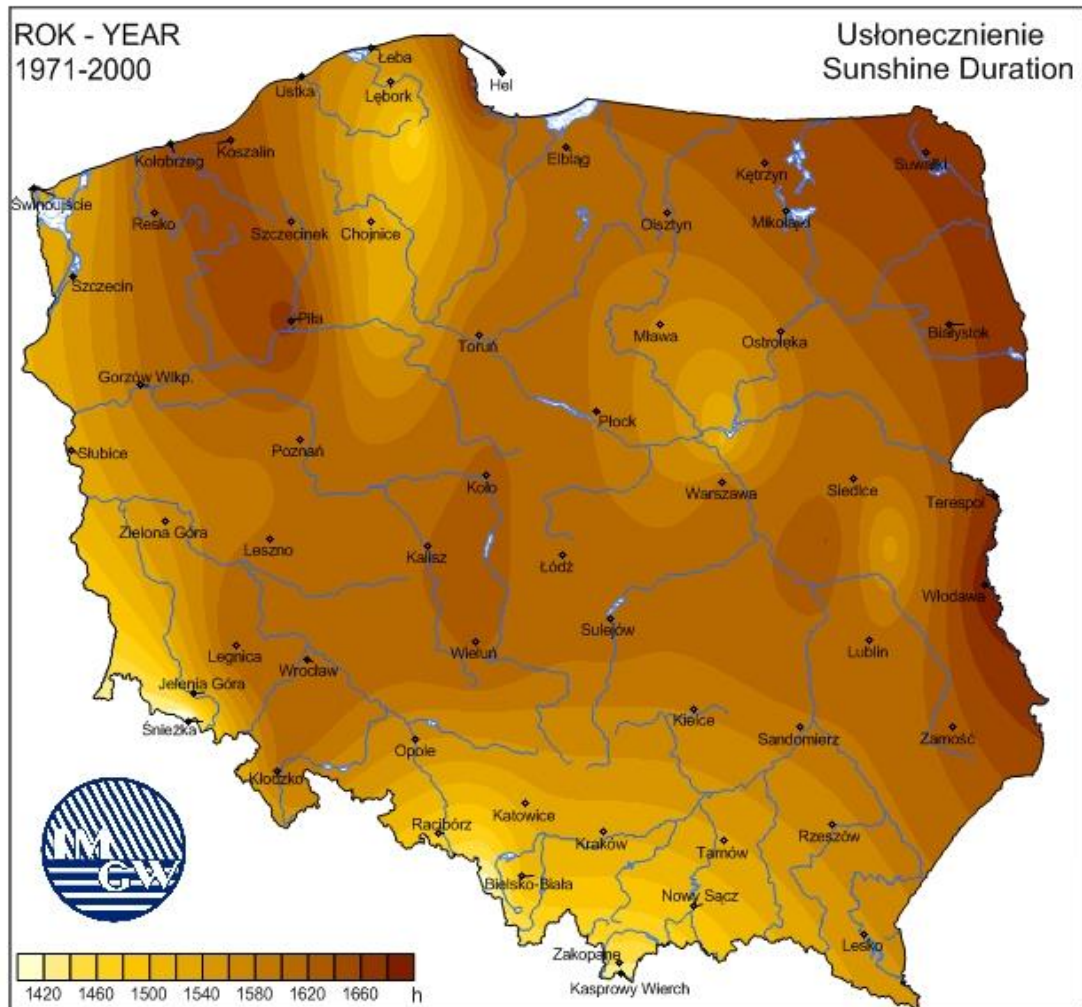 ROK - YEAR
1971-2000
Usłonecznienie
Sunshine Duration
Łeba
Hel
Ustka
Lębork
Koszalin
Kołobrzeg
Elbląg
Kętrzyn
Suwałki
Świnoujście
Resko
Szczecinek
Chojnice
Olsztyn
Mikołajki
Szczecin
Piła
Toruń
Mława
Ostrołęka
Białystok
Gorzów Wlkp.
Płock
Słubice
Poznań
Koło
Warszawa
Siedlce
Terespol
Zielona Góra
Leszno
Kalisz
Łódź
Włodawa
Sulejów
Legnica
Wrocław
Wieluń
Lublin
Jelenia Góra
Śnieżka
Kielce
Sandomierz
Zamość
Opole
Kłodzko
Katowice
Racibórz
Kraków
Tarnów
Rzeszów
Bielsko-Biała
Nowy Sącz
Lesko
Zakopane
Kasprowy Wierch
IM
GW
1420 1460 1500 1540 1580 1620 1660 h